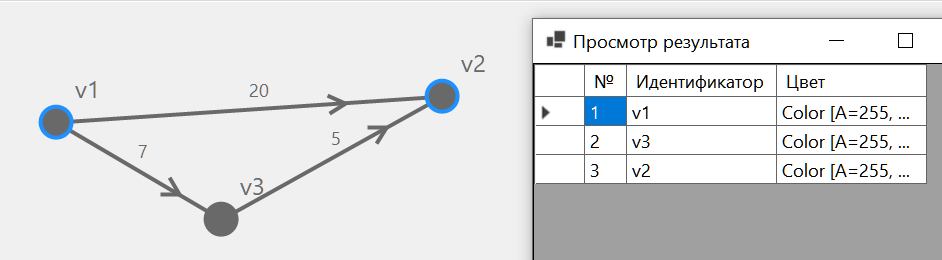 v1
20
v2
7
5
v3
Просмотр результата
№ Идентификатор Цвет
1 v1 Color [A=255, ...
2 v3 Color [A=255, ...
3 v2 Color [A=255, ...